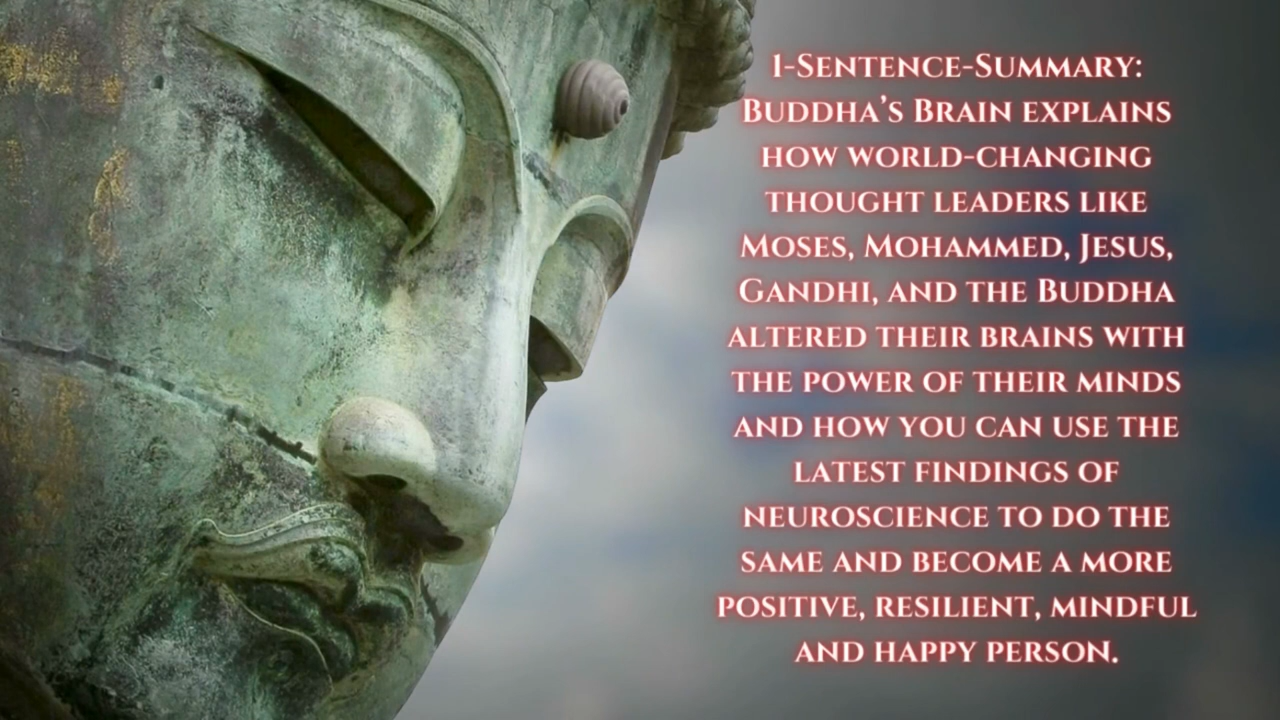 1-Sentence-Summary:
Buddha’s Brain explains
how world-changing
thought leaders like
Moses, Mohammed, Jesus,
Gandhi, and the Buddha
altered their brains with
the power of their minds
and how you can use the
latest findings of
neuroscience to do the
same and become a more
positive, resilient, mindful
and happy person.